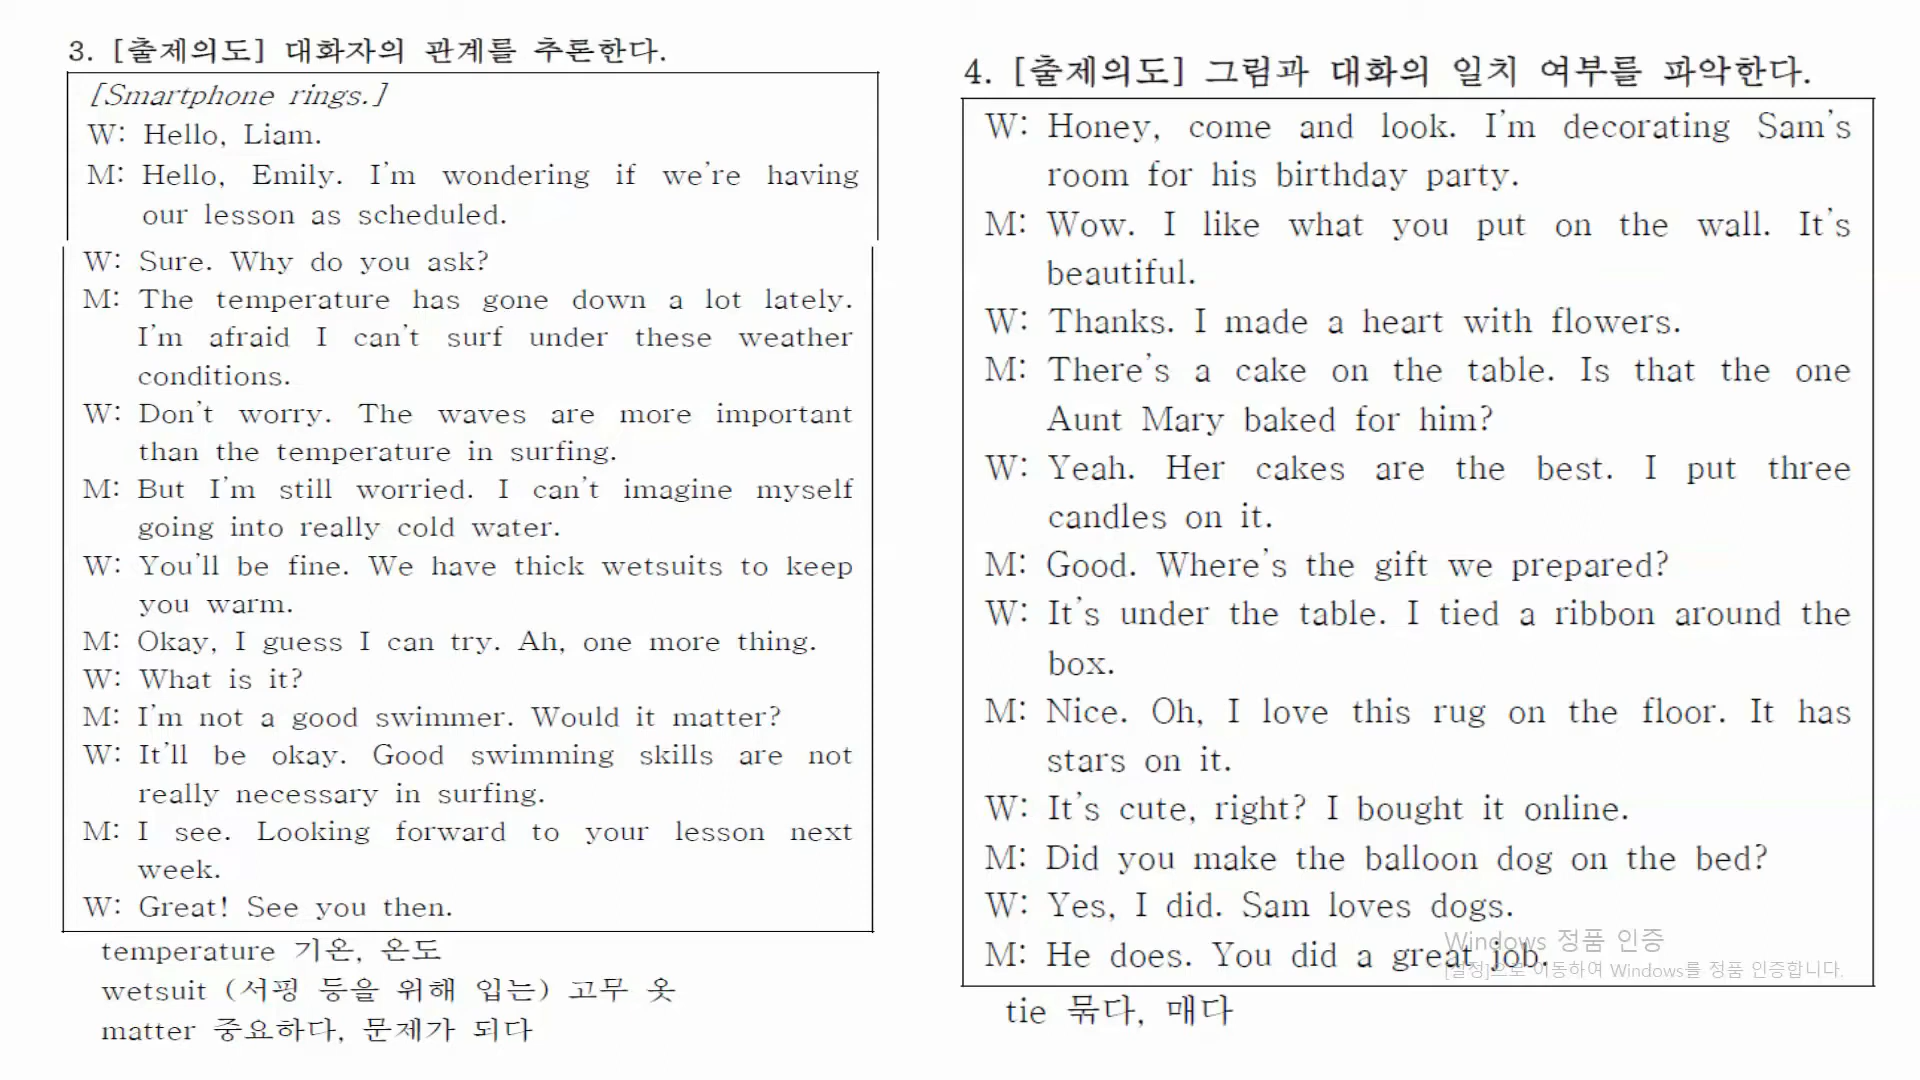 3. [출제의도] 대화자의 관계를 추론한다.
[Smartphone rings.]
W: Hello, Liam.
M: Hello, Emily. I'm wondering if we're having
our lesson as scheduled.
W: Sure. Why do you ask?
M: The temperature has gone down a lot lately.
I'm afraid I can't surf under these weather
conditions.
W: Don't worry. The waves are more important
than the temperature in surfing.
M: But I'm still worried. I can't imagine myself
going into really cold water.
W: You'll be fine. We have thick wetsuits to keep
you warm.
M: Okay, I guess I can try. Ah, one more thing.
W: What is it?
M: I'm not a good swimmer. Would it matter?
W: It'll be okay. Good swimming skills are not
really necessary in surfing.
M: I see. Looking forward to your lesson next
week.
W: Great! See you then.
temperature 기온, 온도
wetsuit (서핑 등을 위해 입는) 고무 옷
matter 중요하다, 문제가 되다
4. [출제의도] 그림과 대화의 일치 여부를 파악한다.
W: Honey, come and look. I'm decorating Sam's
room for his birthday party.
M: Wow. I like what you put on the wall. It's
beautiful.
W: Thanks. I made a heart with flowers.
M: There's a cake on the table. Is that the one
Aunt Mary baked for him?
W: Yeah. Her cakes are the best. I put three
candles on it.
M: Good. Where's the gift we prepared?
W: It's under the table. I tied a ribbon around the
box.
M: Nice. Oh, I love this rug on the floor. It has
stars on it.
W: It's cute, right? I bought it online.
M: Did you make the balloon dog on the bed?
W: Yes, I did. Sam loves dogs.
M: He does. You did a great job.
tie 묶다, 매다
Windows 정품 인증
[설정]으로 이동하여 Windows를 정품 인증합니다.